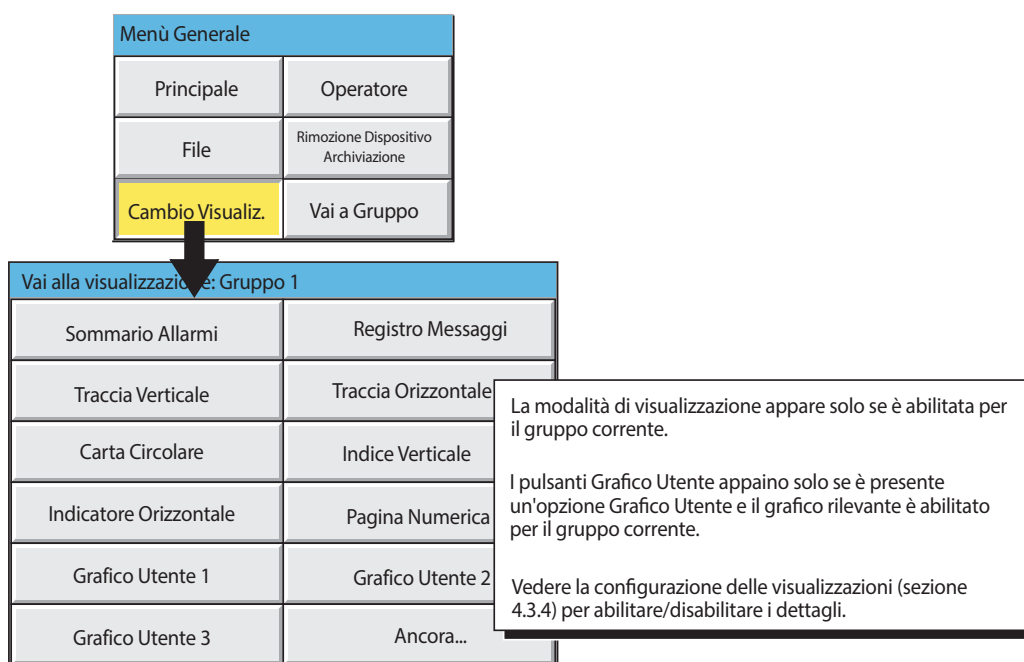 Menù Generale
Principale
Operatore
File
Rimozione Dispositivo
Archiviazione
Cambio Visualiz.
Vai a Gruppo
Vai alla visualizzazione: Gruppo 1
Sommario Allarmi
Registro Messaggi
Traccia Verticale
Traccia Orizzontale
Carta Circolare
Indice Verticale
Indicatore Orizzontale
Pagina Numerica
Grafico Utente 1
Grafico Utente 2
Grafico Utente 3
Ancora...
La modalità di visualizzazione appare solo se è abilitata per
il gruppo corrente.
I pulsanti Grafico Utente appaino solo se è presente
un'opzione Grafico Utente e il grafico rilevante è abilitato
per il gruppo corrente.
Vedere la configurazione delle visualizzazioni (sezione
4.3.4) per abilitare/disabilitare i dettagli.